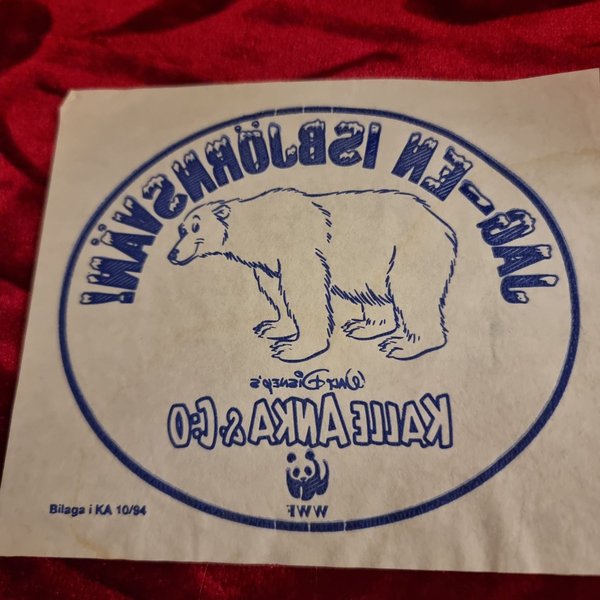 JAG - EN ISBJÖRNSVÄN!
WALT DISNEY'S
KALLE ANKA & C:O
WWF
Bilaga i KA 10/94